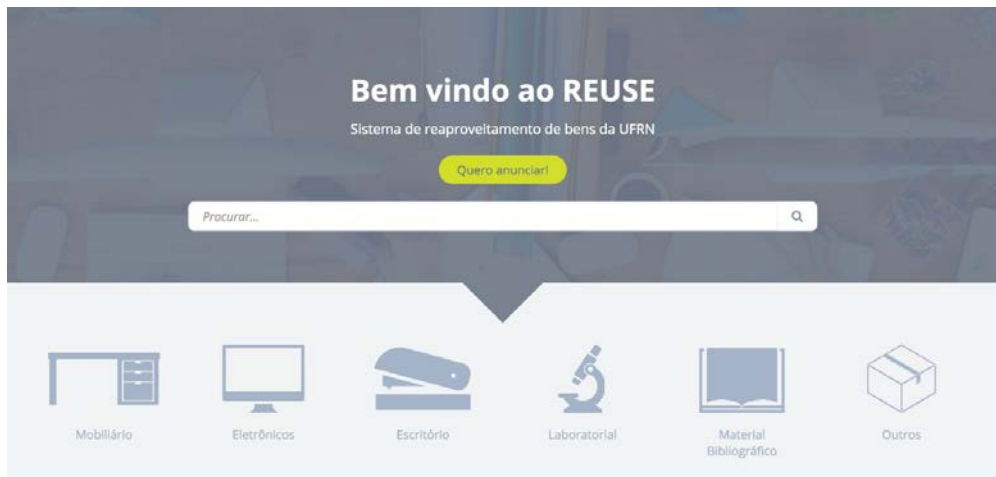 Bem vindo ao REUSE
Sistema de reaproveitamento de bens da UFRN
Quero anunciar!
Procurar...
Mobiliário
Eletrônicos
Escritório
Laboratorial
Material
Bibliográfico
Outros